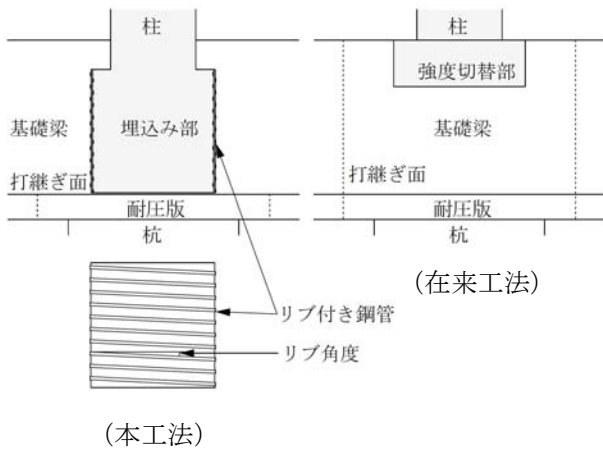 柱
基礎梁
埋込み部
打継ぎ面
耐圧版
杭
リブ付き鋼管
リブ角度
（本工法）
柱
強度切替部
基礎梁
打継ぎ面
耐圧版
杭
（在来工法）